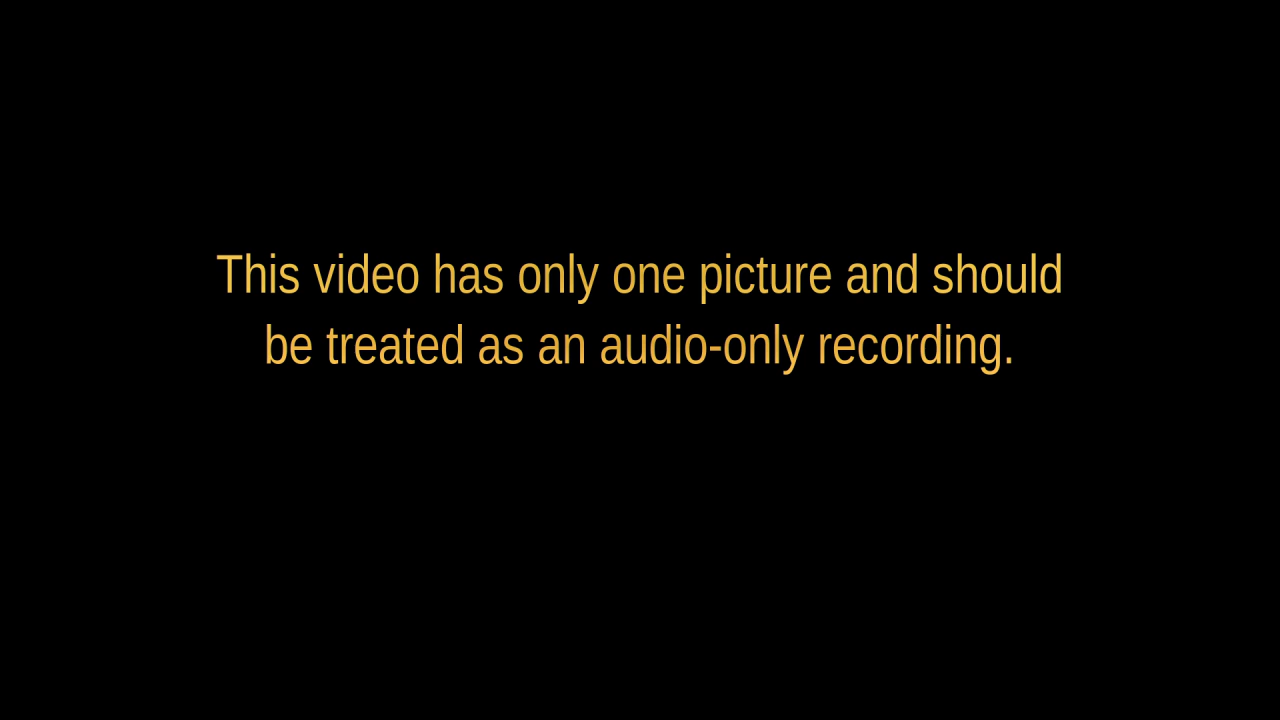 This video has only one picture and should
be treated as an audio-only recording.